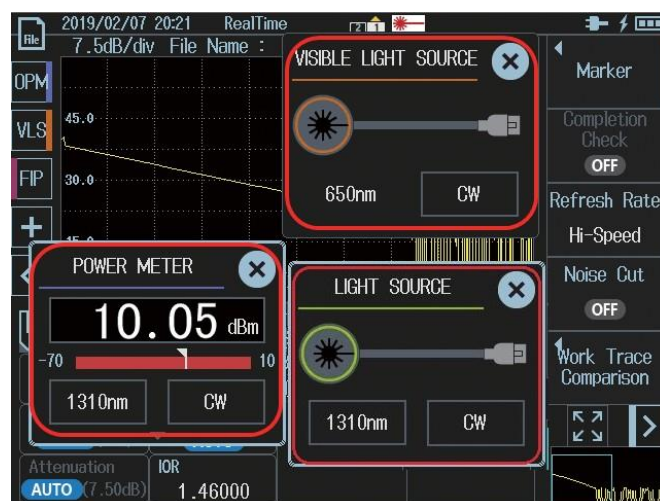 File
2019/02/07 20:21 RealTime
2 1
7.5dB/div File Name :
OPM
VLS
FIP
45.0
30.0
VISIBLE LIGHT SOURCE
650nm
CW
POWER METER
10.05 dBm
-70
10
1310nm
CW
LIGHT SOURCE
1310nm
CW
Marker
Completion
Check
OFF
Refresh Rate
Hi-Speed
Noise Cut
OFF
Work Trace
Comparison
Attenuation
AUTO (7.50dB)
IOR
1.46000